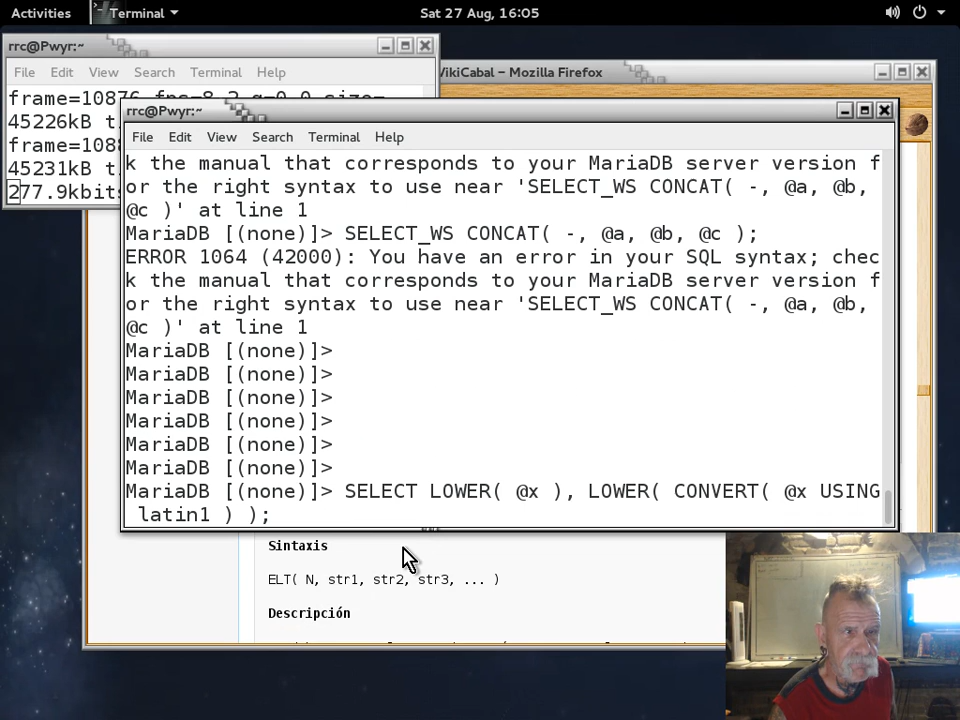 Activities
Terminal
Sat 27 Aug, 16:05
rrc@Pwyr:~
File Edit View Search Terminal Help
45226kB
45231kB
277.9kbits
VikiCabal – Mozilla Firefox
rrc@Pwyr:~
File Edit View Search Terminal Help
k the manual that corresponds to your MariaDB server version f
or the right syntax to use near 'SELECT_WS CONCAT( -, @a, @b,
@c )' at line 1
MariaDB [(none)]> SELECT_WS CONCAT( -, @a, @b, @c );
ERROR 1064 (42000): You have an error in your SQL syntax; chec
k the manual that corresponds to your MariaDB server version f
or the right syntax to use near 'SELECT_WS CONCAT( -, @a, @b,
@c )' at line 1
MariaDB [(none)]>
MariaDB [(none)]>
MariaDB [(none)]>
MariaDB [(none)]>
MariaDB [(none)]>
MariaDB [(none)]>
MariaDB [(none)]> SELECT LOWER( @x ), LOWER( CONVERT( @x USING
latin1 ) );
Sintaxis
ELT( N, str1, str2, str3, ... )
Descripción